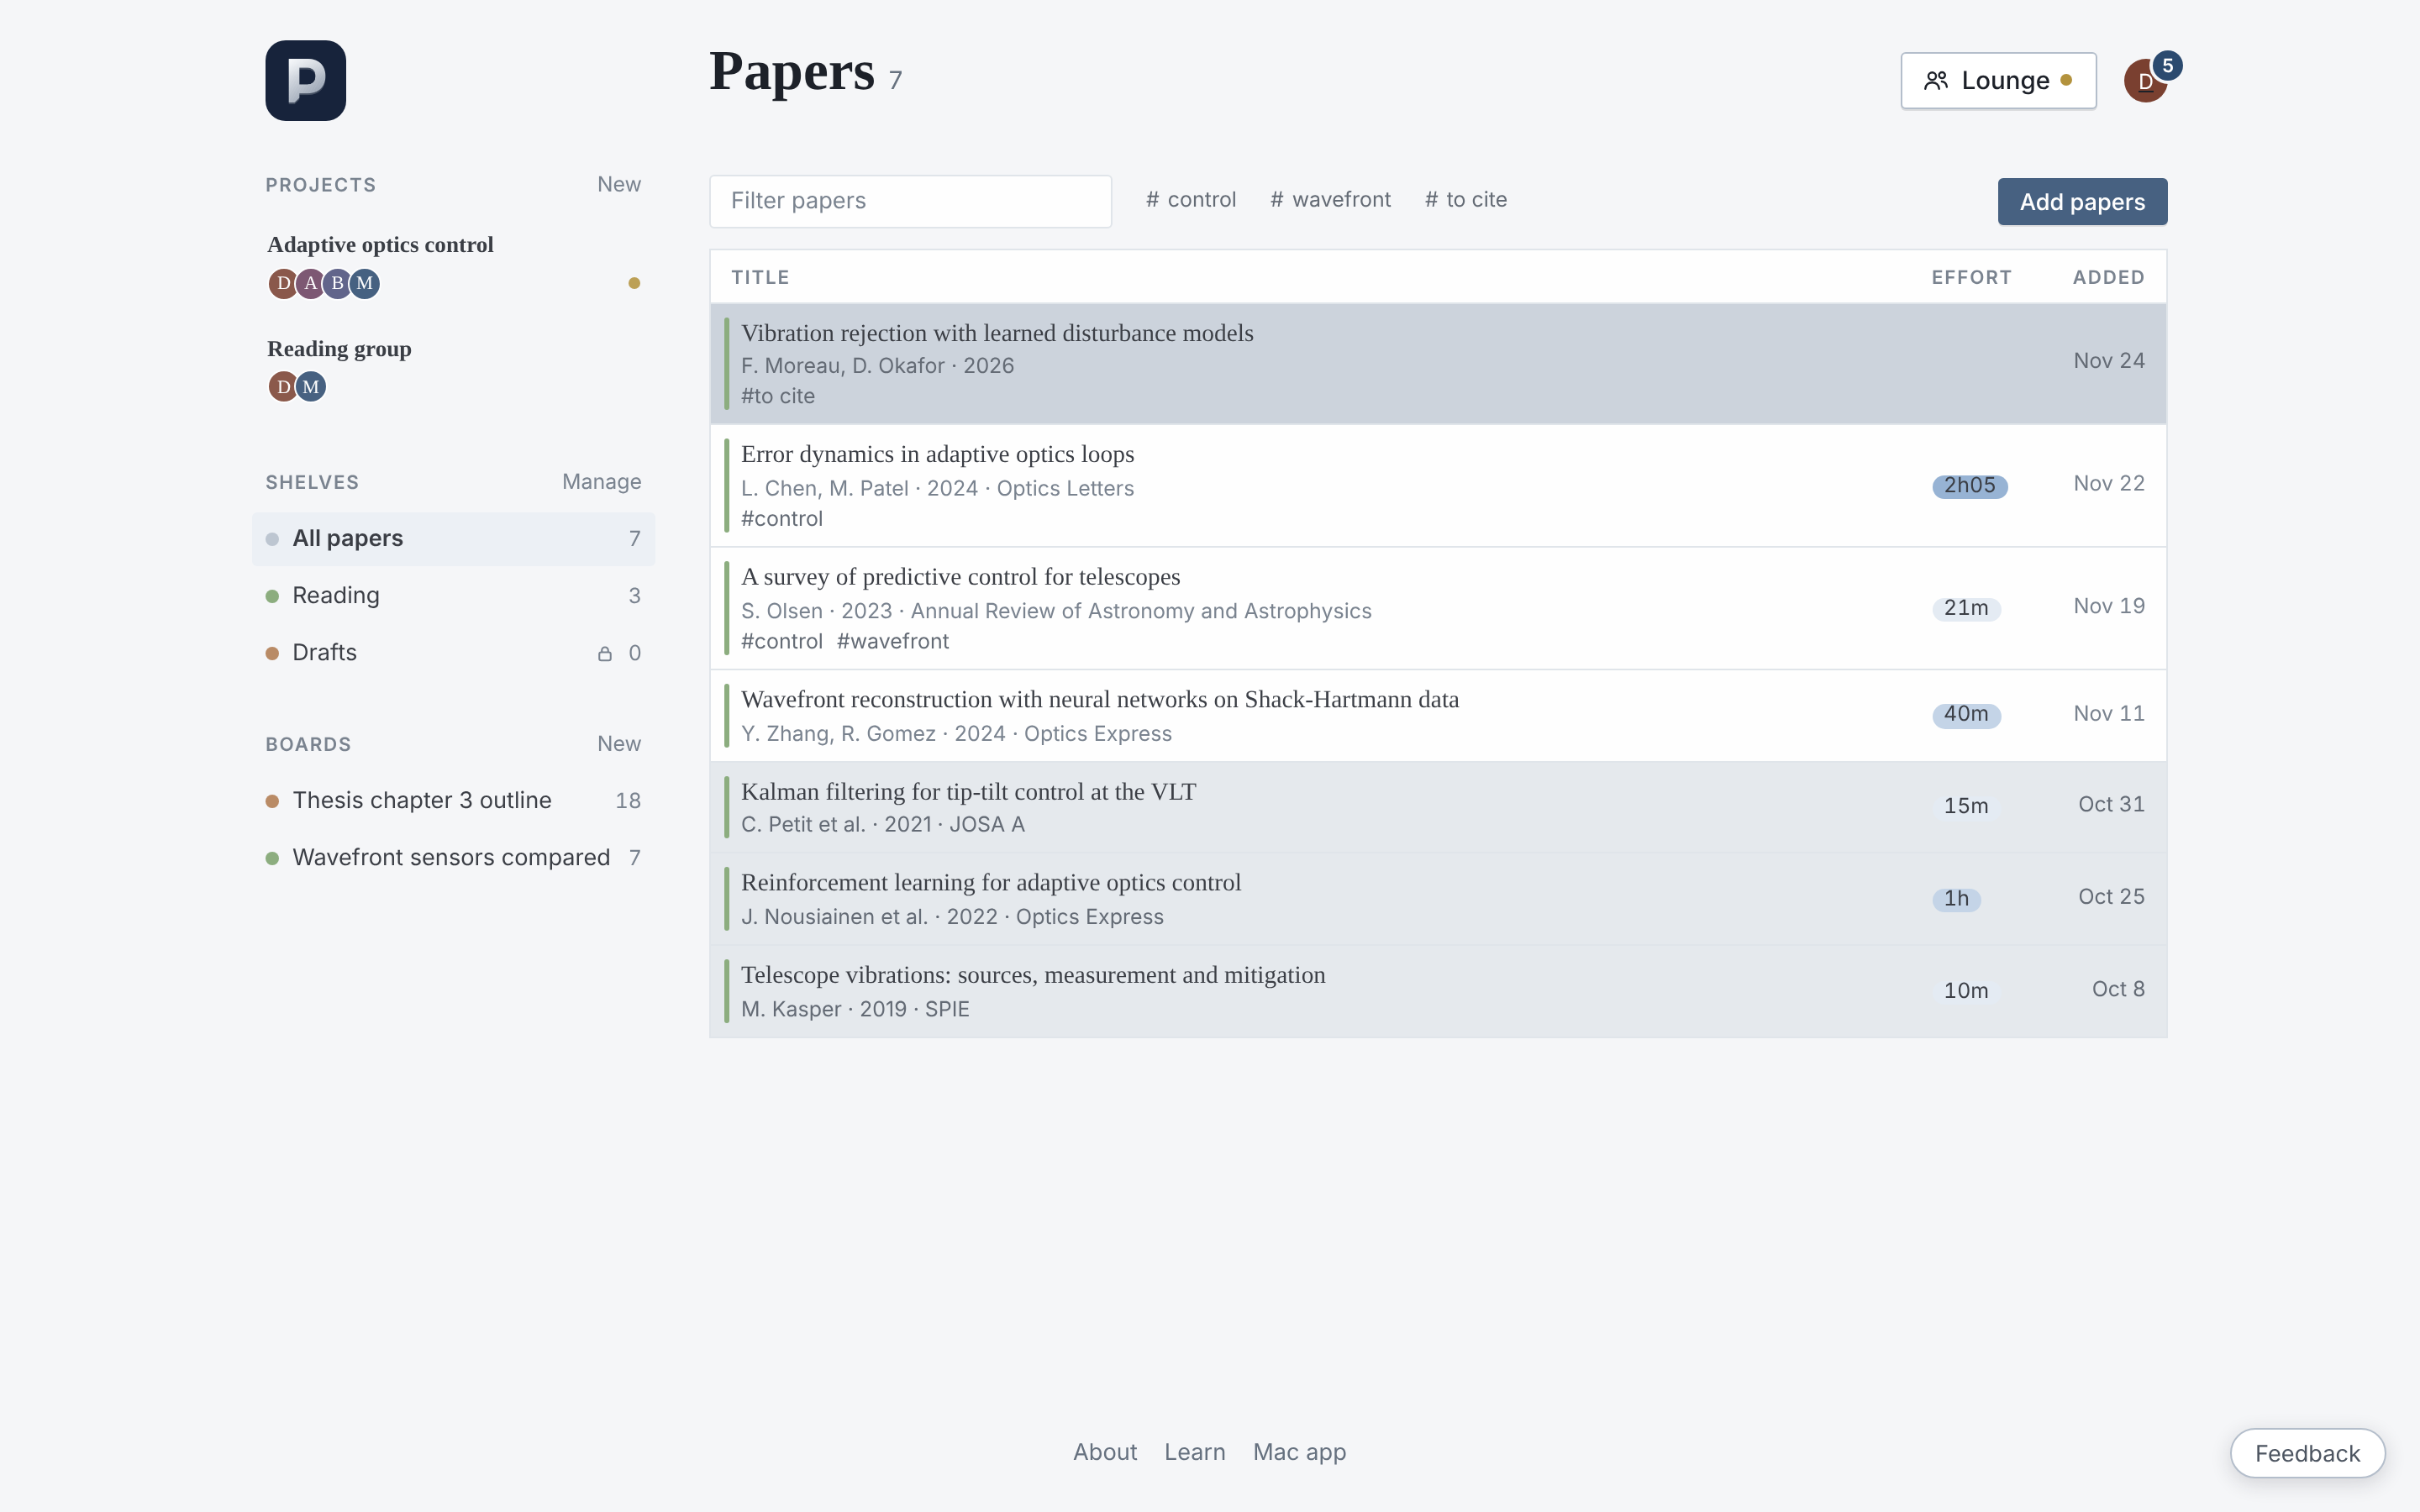 P
Papers 7
Lounge
D 5
PROJECTS New
Adaptive optics control
D A B M
Reading group
D M
SHELVES Manage
All papers 7
Reading 3
Drafts 0
BOARDS New
Thesis chapter 3 outline 18
Wavefront sensors compared 7
Filter papers # control # wavefront # to cite Add papers
TITLE EFFORT ADDED
Vibration rejection with learned disturbance models
F. Moreau, D. Okafor · 2026
#to cite
Nov 24
Error dynamics in adaptive optics loops
L. Chen, M. Patel · 2024 · Optics Letters
#control
2h05 Nov 22
A survey of predictive control for telescopes
S. Olsen · 2023 · Annual Review of Astronomy and Astrophysics
#control #wavefront
21m Nov 19
Wavefront reconstruction with neural networks on Shack-Hartmann data
Y. Zhang, R. Gomez · 2024 · Optics Express
40m Nov 11
Kalman filtering for tip-tilt control at the VLT
C. Petit et al. · 2021 · JOSA A
15m Oct 31
Reinforcement learning for adaptive optics control
J. Nousiainen et al. · 2022 · Optics Express
1h Oct 25
Telescope vibrations: sources, measurement and mitigation
M. Kasper · 2019 · SPIE
10m Oct 8
About Learn Mac app
Feedback